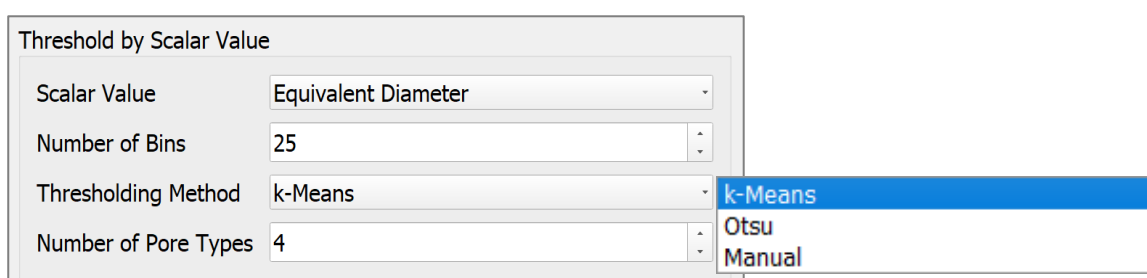 Threshold by Scalar Value
Scalar Value Equivalent Diameter
Number of Bins 25
Thresholding Method k-Means
k-Means
Otsu
Manual
Number of Pore Types 4